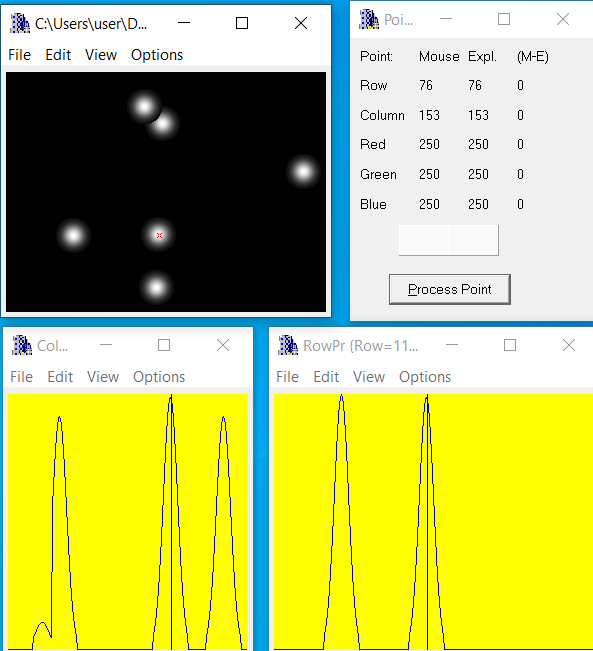 C:\Users\user\D...
File Edit View Options
Poi...
Point: Mouse Expl. (M-E)
Row 76 76 0
Column 153 153 0
Red 250 250 0
Green 250 250 0
Blue 250 250 0
Process Point
Col...
File Edit View Options
RowPr {Row=11...
File Edit View Options